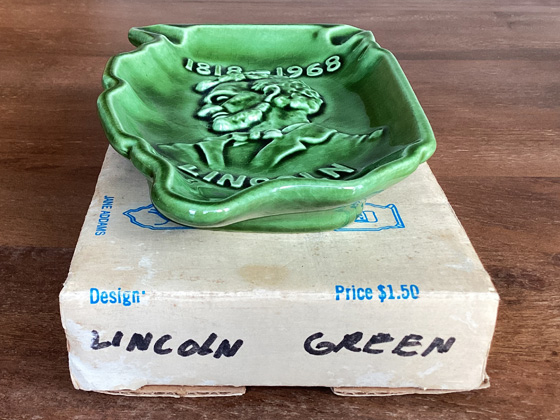 1818-1968
LINCOLN
JANE ADDAMS
Design:
Price $1.50
LINCOLN GREEN